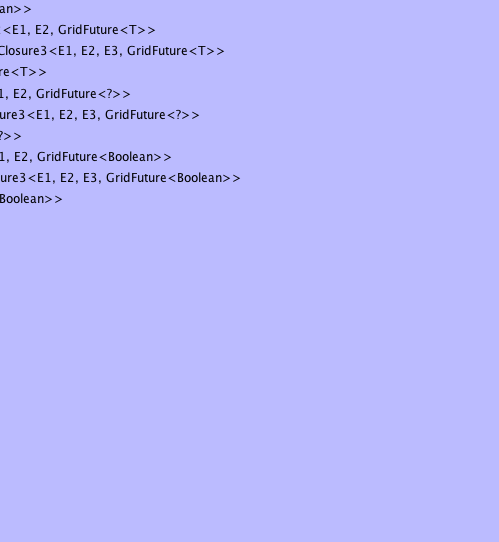 an>>
<E1, E2, GridFuture<T>>
Closure3<E1, E2, E3, GridFuture<T>>
re<T>>
1, E2, GridFuture<?>>
ure3<E1, E2, E3, GridFuture<?>>
?>>
1, E2, GridFuture<Boolean>>
ure3<E1, E2, E3, GridFuture<Boolean>>
Boolean>>